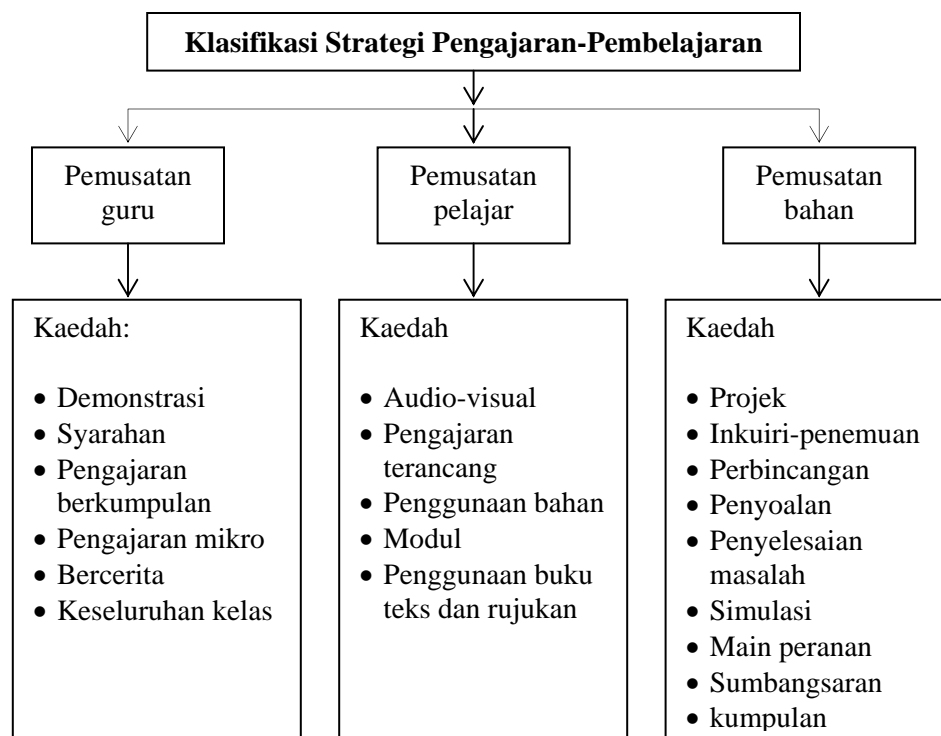 Klasifikasi Strategi Pengajaran-Pembelajaran
Pemusatan
guru
Pemusatan
pelajar
Pemusatan
bahan
Kaedah:
• Demonstrasi
• Syarahan
• Pengajaran
berkumpulan
• Pengajaran mikro
• Bercerita
• Keseluruhan kelas
Kaedah
• Audio-visual
• Pengajaran
terancang
• Penggunaan bahan
• Modul
• Penggunaan buku
teks dan rujukan
Kaedah
• Projek
• Inkuiri-penemuan
• Perbincangan
• Penyoalan
• Penyelesaian
masalah
• Simulasi
• Main peranan
• Sumbangsaran
• kumpulan